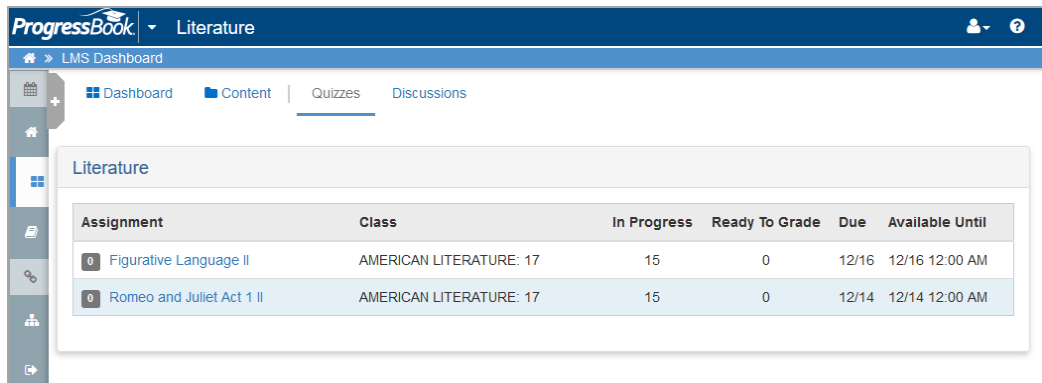 ProgressBook. Literature
» LMS Dashboard
Dashboard Content | Quizzes Discussions
Literature
Assignment Class In Progress Ready To Grade Due Available Until
0 Figurative Language II AMERICAN LITERATURE: 17 15 0 12/16 12/16 12:00 AM
0 Romeo and Juliet Act 1 II AMERICAN LITERATURE: 17 15 0 12/14 12/14 12:00 AM